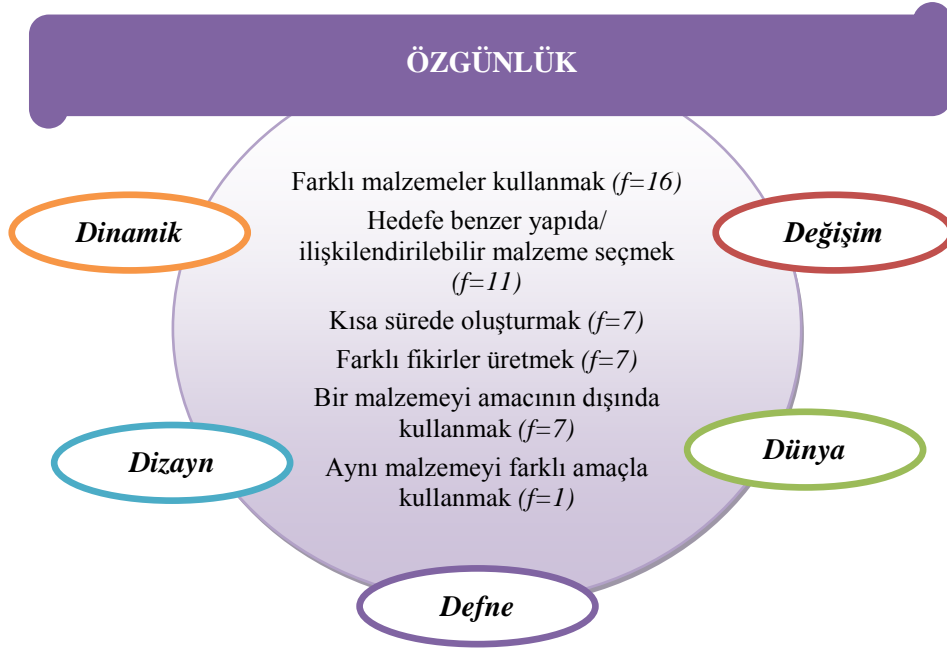 ÖZGÜNLÜK
Farklı malzemeler kullanmak (f=16)
Hedefe benzer yapıda/
ilişkilendirilebilir malzeme seçmek
(f=11)
Kısa sürede oluşturmak (f=7)
Farklı fikirler üretmek (f=7)
Bir malzemeyi amacının dışında
kullanmak (f=7)
Aynı malzemeyi farklı amaçla
kullanmak (f=1)
Dinamik
Değişim
Dizayn
Dünya
Defne